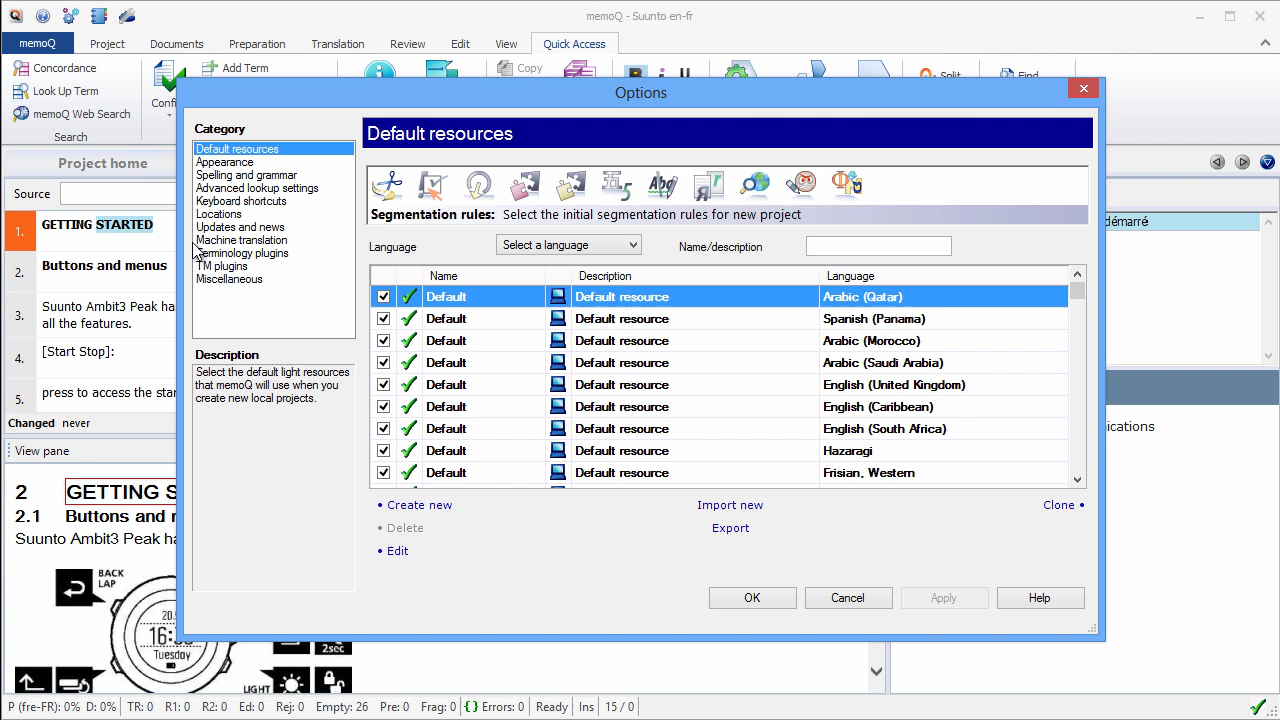 memoQ - Suunto en-fr
memoQ
Project
Documents
Preparation
Translation
Review
Edit
View
Quick Access
Concordance
Look Up Term
memoQ Web Search
Search
Add Term
Copy
Split
Find
Options
Project home
Source
1. GETTING STARTED
2. Buttons and menus
3. Suunto Ambit3 Peak
all the features.
4. [Start Stop]:
5. press to access the
Changed never
View pane
2 GETTING
2.1 Buttons and
Suunto Ambit3 Peak
BACK
LAP
Tuesday
LIGHT
2sec
démarré
Category
Default resources
Appearance
Spelling and grammar
Advanced lookup settings
Keyboard shortcuts
Locations
Updates and news
Machine translation
Terminology plugins
TM plugins
Miscellaneous
Description
Select the default light resources
that memoQ will use when you
create new local projects.
Default resources
Segmentation rules: Select the initial segmentation rules for new project
Language Select a language Name/description
Name Description Language
Default Default resource Arabic (Qatar)
Default Default resource Spanish (Panama)
Default Default resource Arabic (Morocco)
Default Default resource Arabic (Saudi Arabia)
Default Default resource English (United Kingdom)
Default Default resource English (Caribbean)
Default Default resource English (South Africa)
Default Default resource Hazaragi
Default Default resource Frisian, Western
• Create new Import new Clone •
• Delete Export
• Edit
OK Cancel Apply Help
P (fre-FR): 0% D: 0% TR: 0 R1: 0 R2: 0 Ed: 0 Rej: 0 Empty: 26 Pre: 0 Frag: 0 {} Errors: 0 Ready Ins 15 / 0